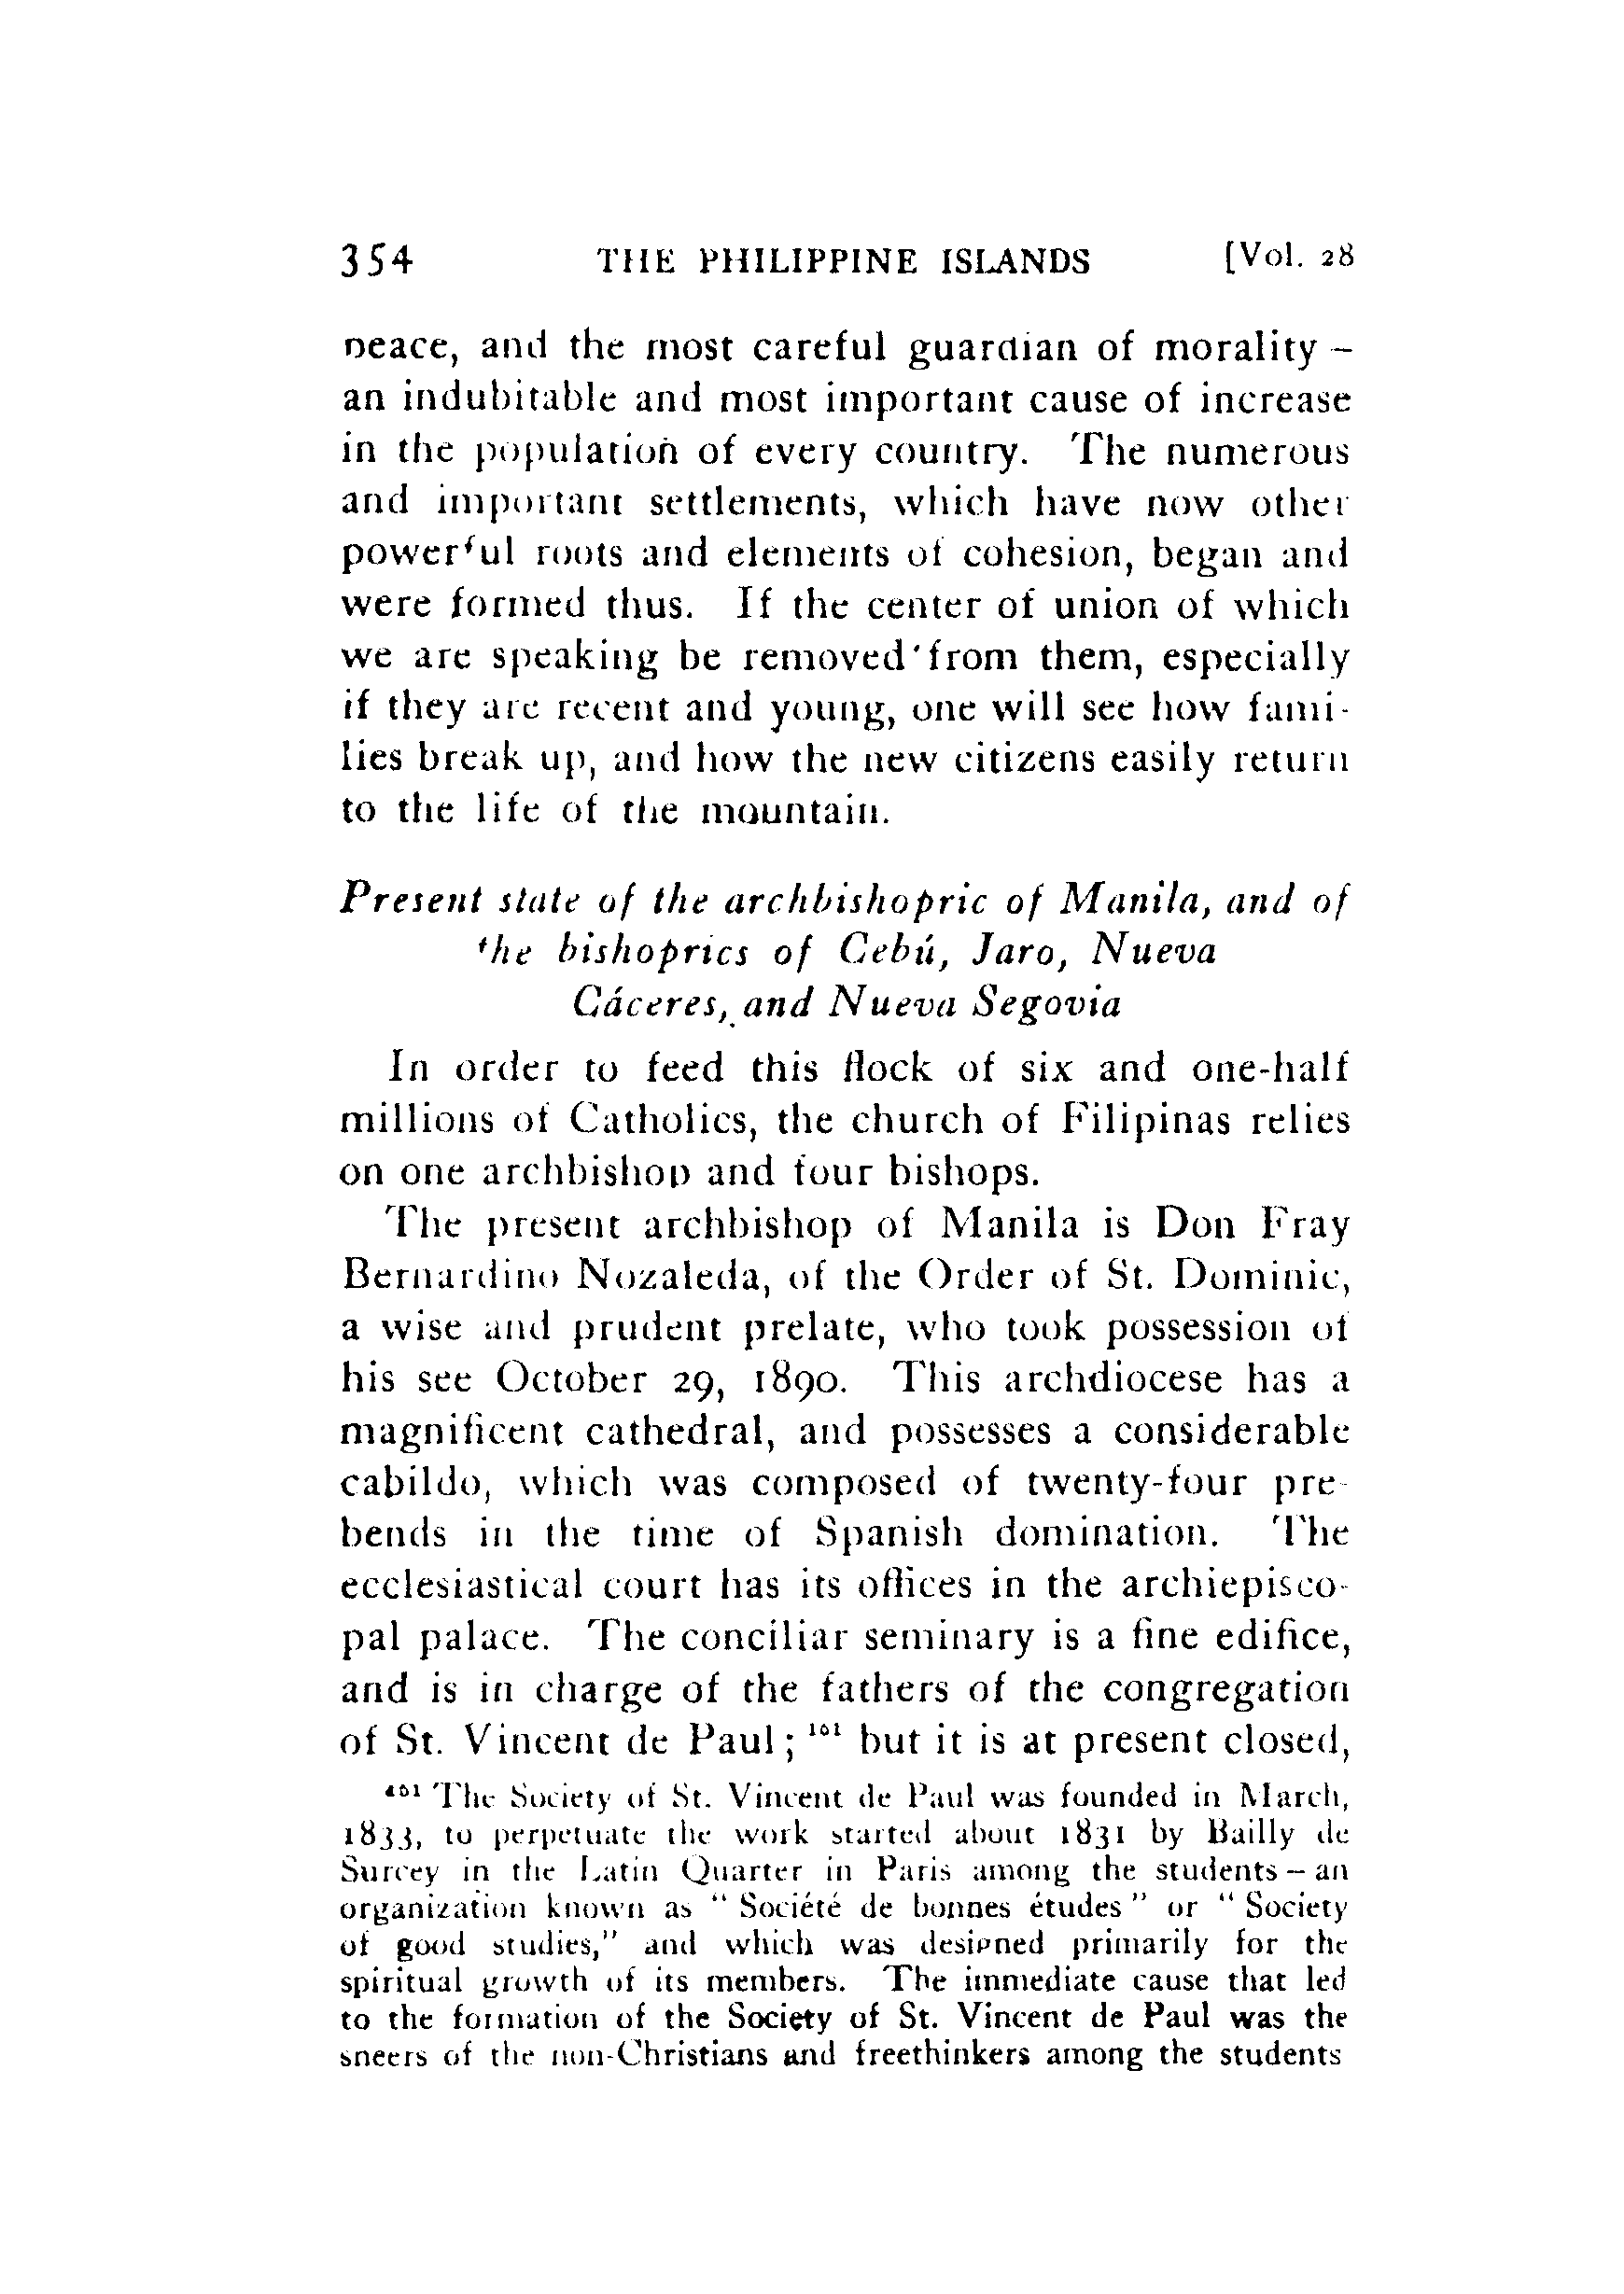 354 THE PHILIPPINE ISLANDS [Vol. 28
peace, and the most careful guardian of morality –
an indubitable and most important cause of increase
in the population of every country. The numerous
and important settlements, which have now other
powerful roots and elements of cohesion, began and
were formed thus. If the center of union of which
we are speaking be removed from them, especially
if they are recent and young, one will see how fami-
lies break up, and how the new citizens easily return
to the life of the mountain.
Present state of the archbishopric of Manila, and of
the bishoprics of Cebú, Jaro, Nueva
Cáceres, and Nueva Segovia
In order to feed this flock of six and one-half
millions of Catholics, the church of Filipinas relies
on one archbishop and four bishops.
The present archbishop of Manila is Don Fray
Bernardino Nozaleda, of the Order of St. Dominic,
a wise and prudent prelate, who took possession of
his see October 29, 1890. This archdiocese has a
magnificent cathedral, and possesses a considerable
cabildo, which was composed of twenty-four pre-
bends in the time of Spanish domination. The
ecclesiastical court has its offices in the archiepisco-
pal palace. The conciliar seminary is a fine edifice,
and is in charge of the fathers of the congregation
of St. Vincent de Paul; 101 but it is at present closed,
101 The Society of St. Vincent de Paul was founded in March,
1833, to perpetuate the work started about 1831 by Bailly de
Surcey in the Latin Quarter in Paris among the students – an
organization known as “ Société de bonnes études ” or “ Society
of good studies,” and which was designed primarily for the
spiritual growth of its members. The immediate cause that led
to the formation of the Society of St. Vincent de Paul was the
sneers of the non-Christians and freethinkers among the students